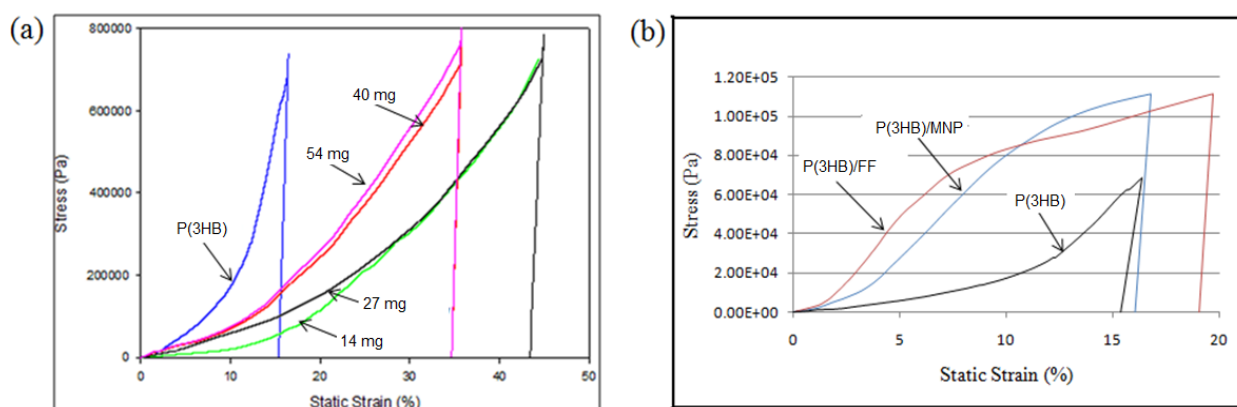 (a)
800000
600000
400000
200000
0
Stress (Pa)
P(3HB)
54 mg
40 mg
27 mg
14 mg
0 10 20 30 40 50
Static Strain (%)
(b)
1.20E+05
1.00E+05
8.00E+04
6.00E+04
4.00E+04
2.00E+04
0.00E+00
Stress (Pa)
P(3HB)/MNP
P(3HB)/FF
P(3HB)
0 5 10 15 20
Static Strain (%)